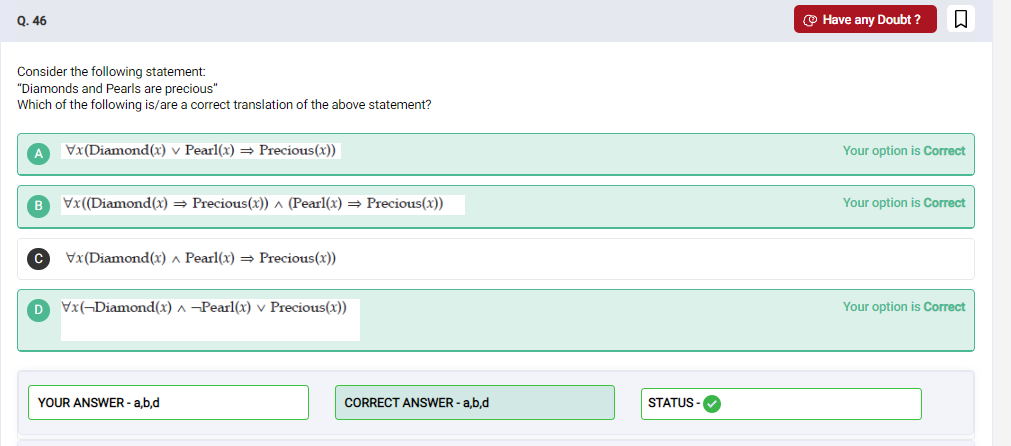 Q. 46
Have any Doubt ?
Consider the following statement:
"Diamonds and Pearls are precious"
Which of the following is/are a correct translation of the above statement?
A ∀x(Diamond(x) ∨ Pearl(x) ⇒ Precious(x)) Your option is Correct
B ∀x((Diamond(x) ⇒ Precious(x)) ∧ (Pearl(x) ⇒ Precious(x)) Your option is Correct
C ∀x(Diamond(x) ∧ Pearl(x) ⇒ Precious(x))
D ∀x(¬Diamond(x) ∧ ¬Pearl(x) ∨ Precious(x)) Your option is Correct
YOUR ANSWER - a,b,d CORRECT ANSWER - a,b,d STATUS -